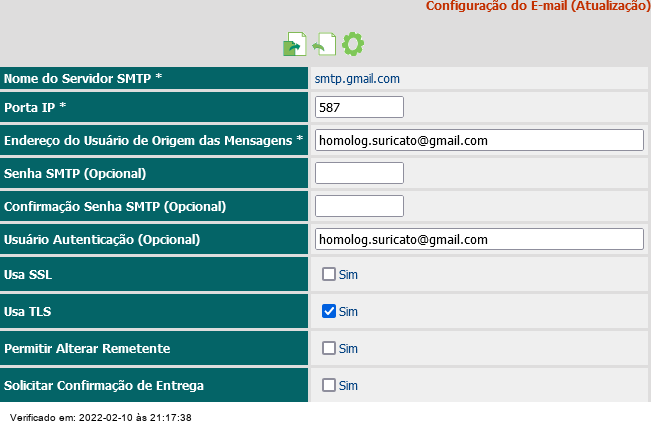 Configuração do E-mail (Atualização)
Nome do Servidor SMTP * smtp.gmail.com
Porta IP * 587
Endereço do Usuário de Origem das Mensagens * homolog.suricato@gmail.com
Senha SMTP (Opcional)
Confirmação Senha SMTP (Opcional)
Usuário Autenticação (Opcional) homolog.suricato@gmail.com
Usa SSL Sim
Usa TLS Sim
Permitir Alterar Remetente Sim
Solicitar Confirmação de Entrega Sim
Verificado em: 2022-02-10 às 21:17:38